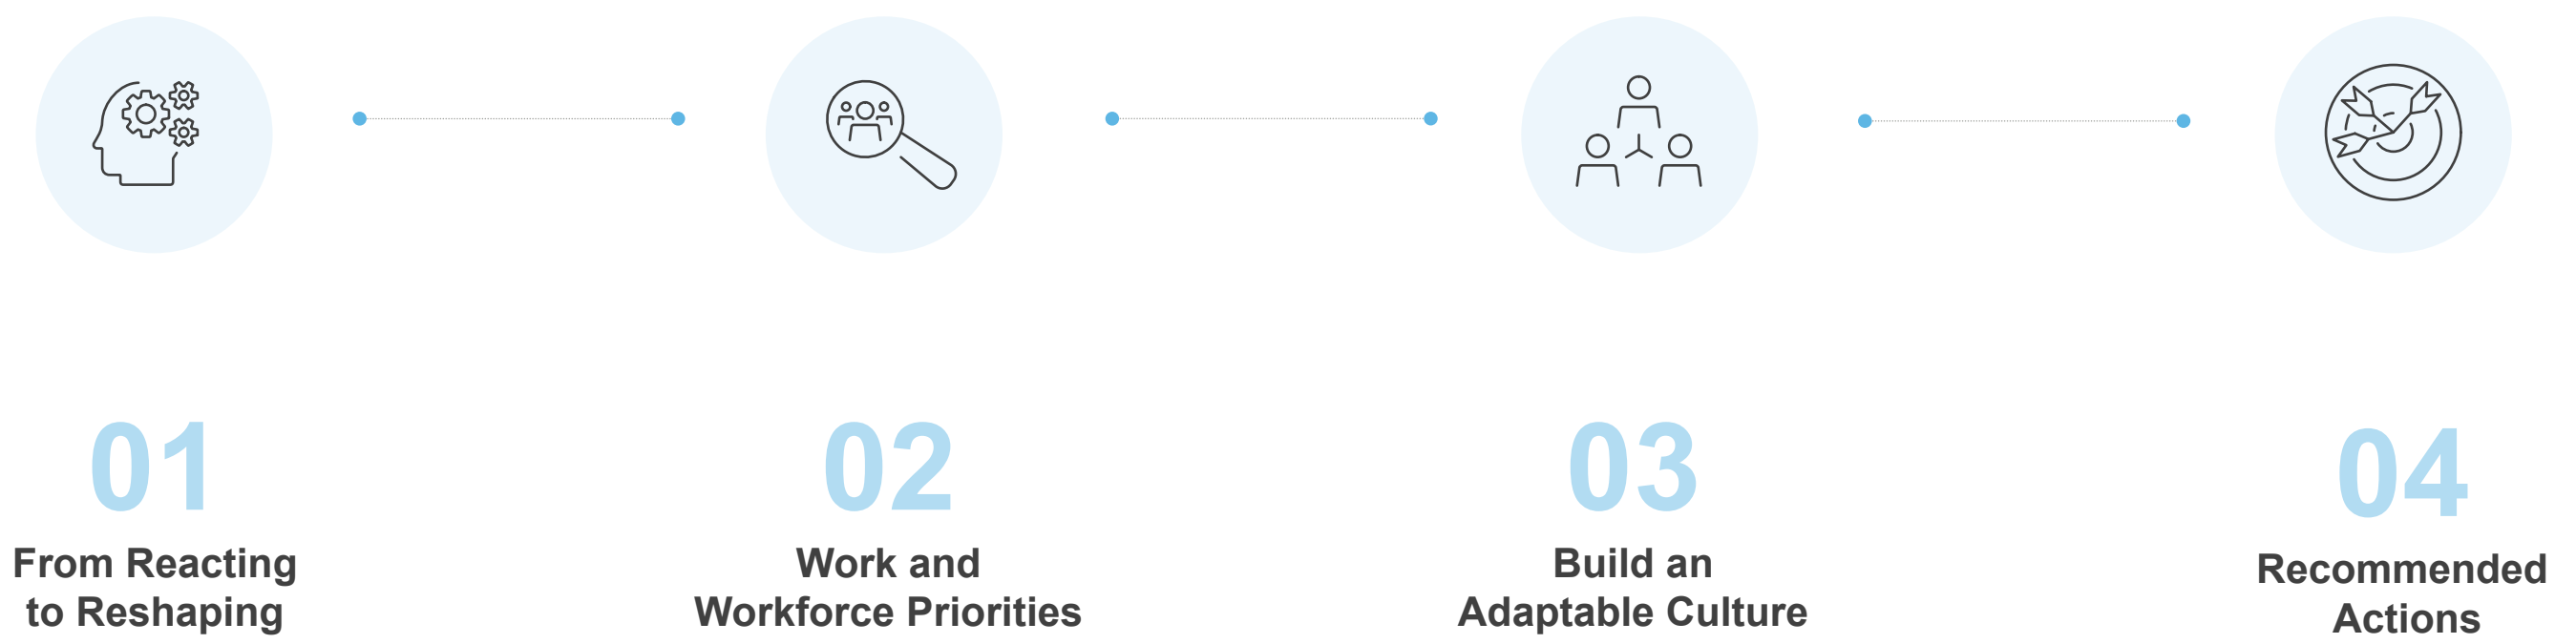 01
From Reacting
to Reshaping
02
Work and
Workforce Priorities
03
Build an
Adaptable Culture
04
Recommended
Actions